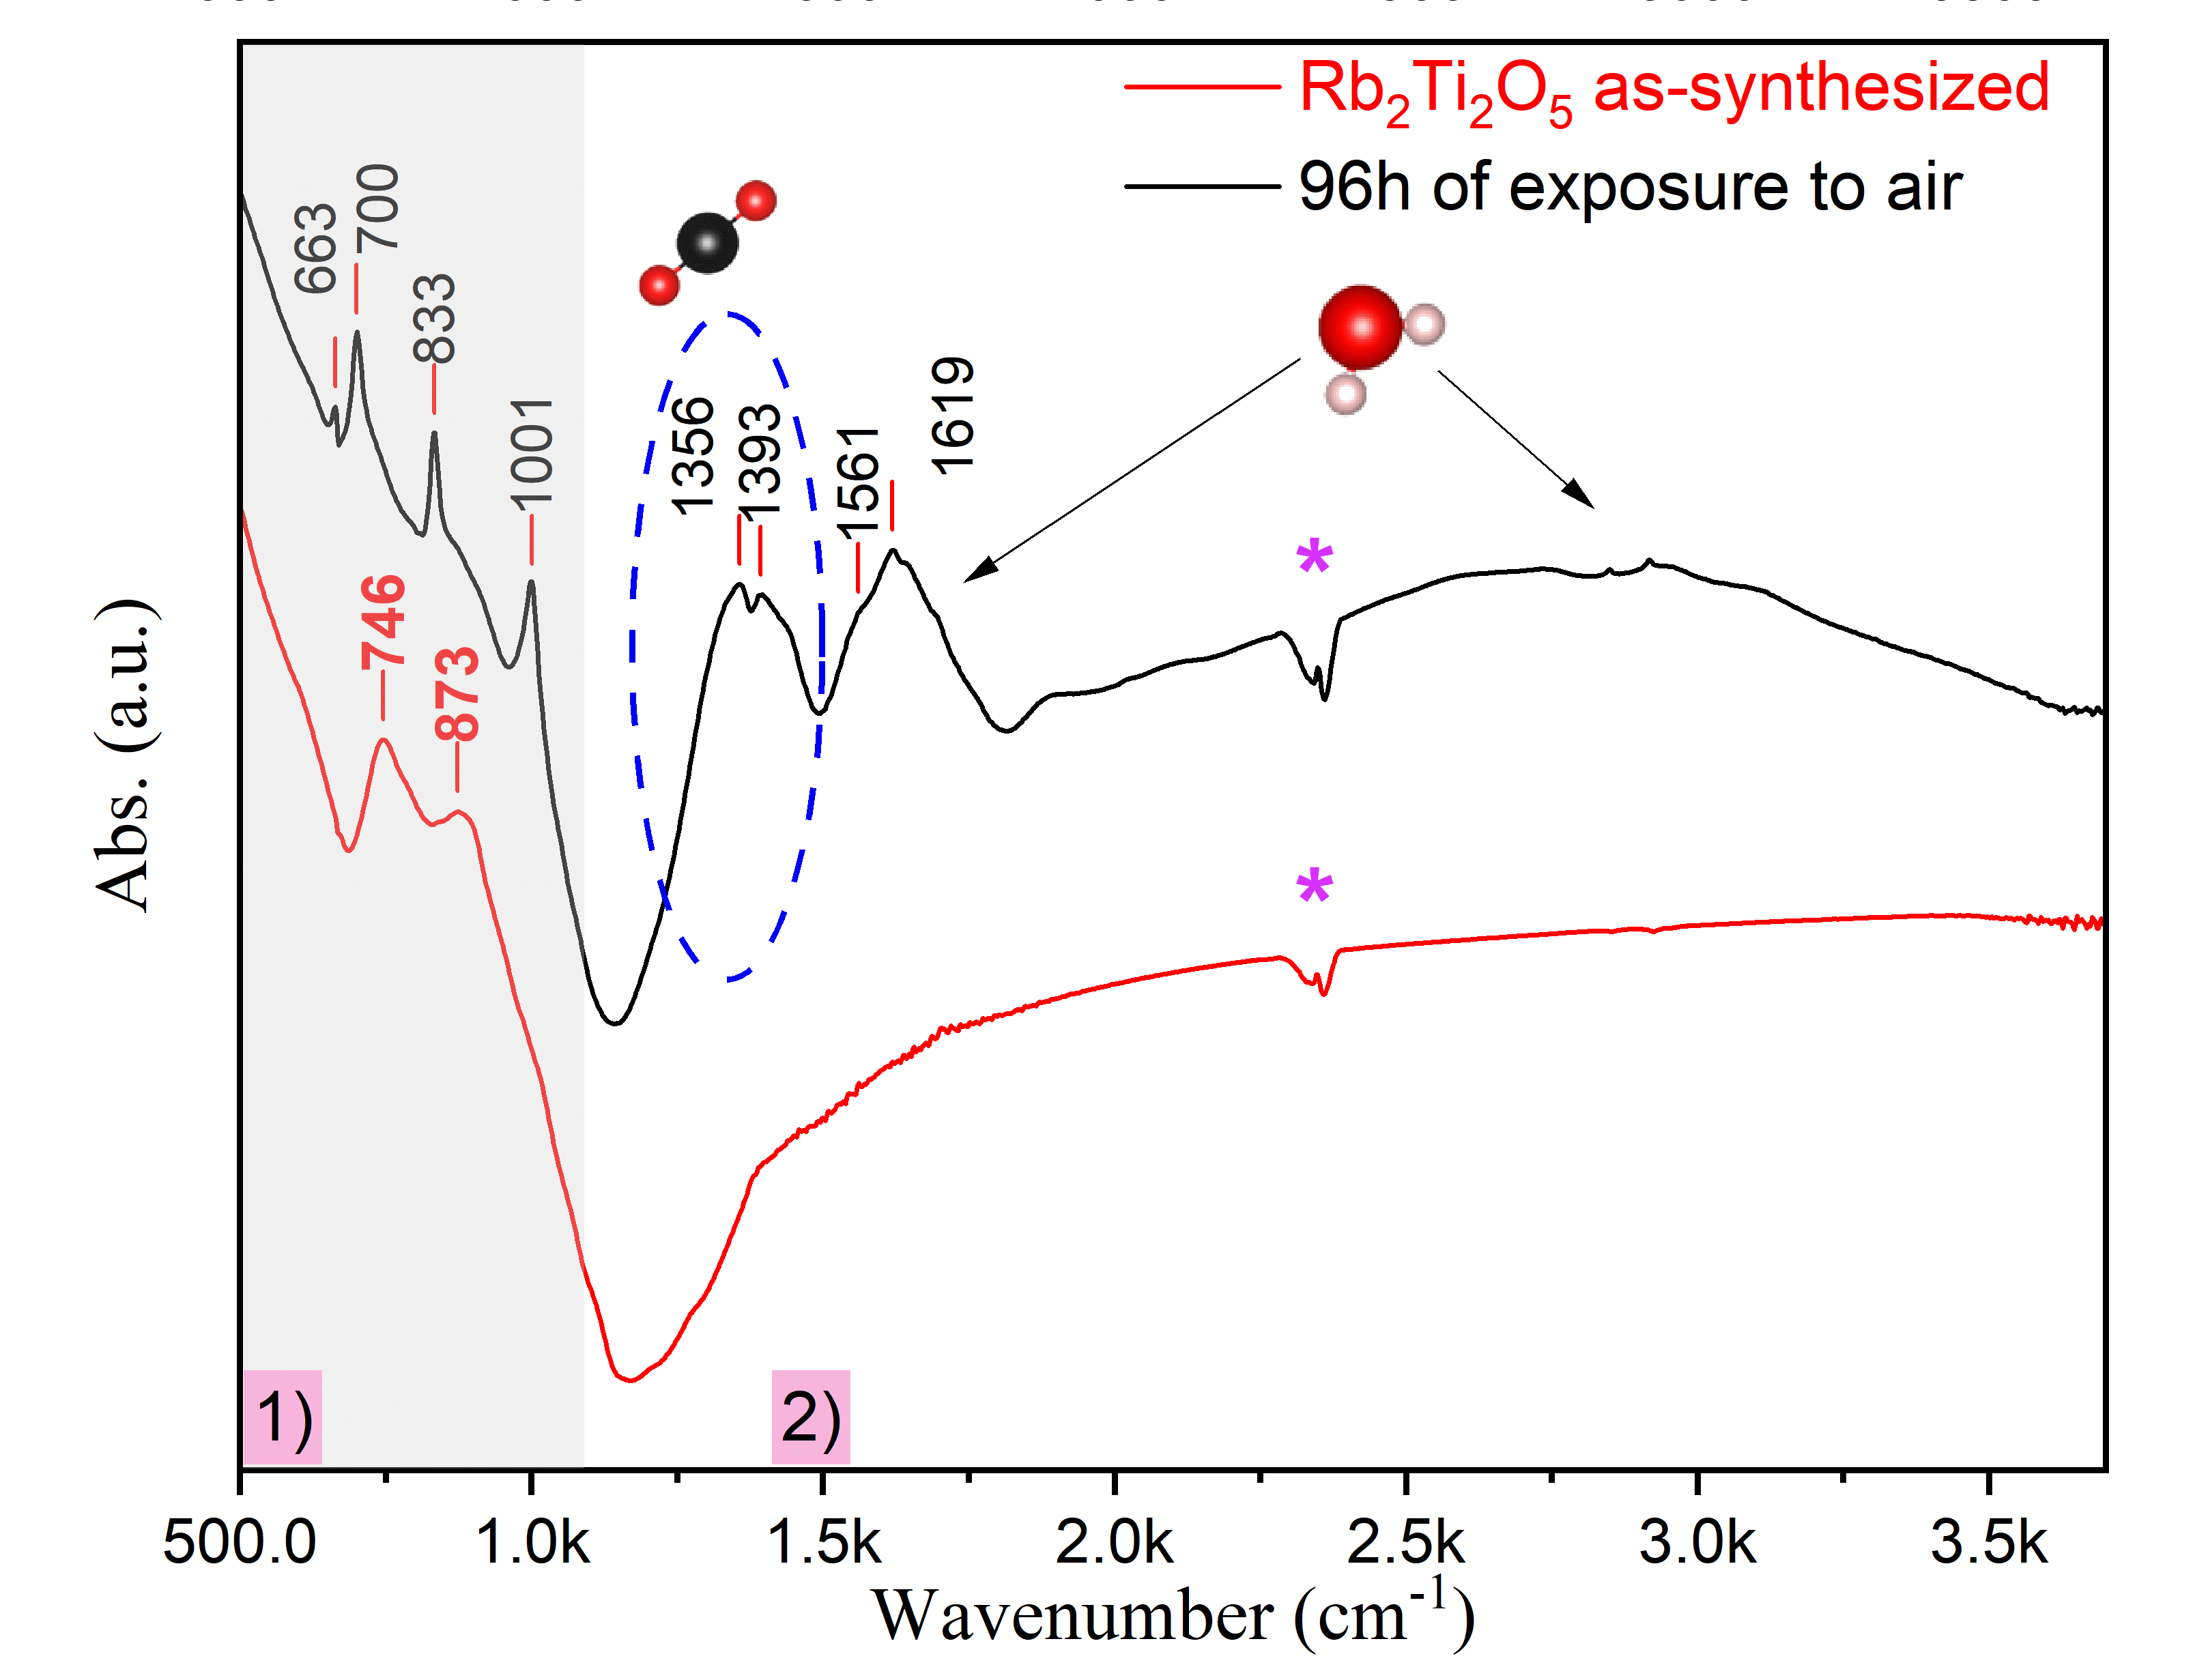 Rb₂Ti₂O₅ as-synthesized
96h of exposure to air
663
700
833
1001
746
873
1356
1393
1561
1619
*
*
Abs. (a.u.)
1)
2)
500.0 1.0k 1.5k 2.0k 2.5k 3.0k 3.5k
Wavenumber (cm⁻¹)